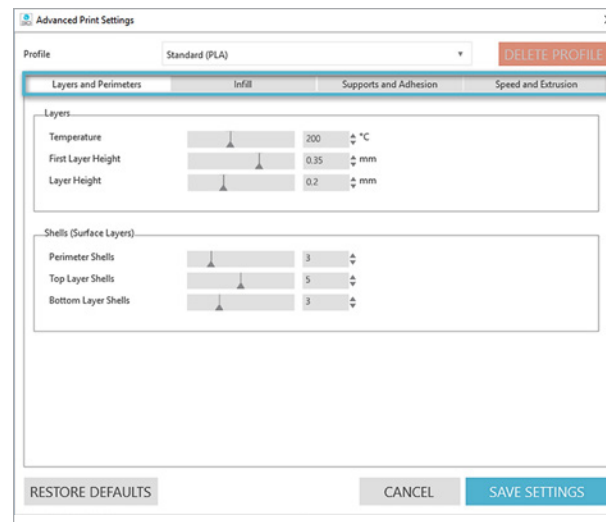 Advanced Print Settings
Profile Standard (PLA) DELETE PROFILE
Layers and Perimeters Infill Supports and Adhesion Speed and Extrusion
Layers
Temperature 200 °C
First Layer Height 0.35 mm
Layer Height 0.2 mm
Shells (Surface Layers)
Perimeter Shells 3
Top Layer Shells 5
Bottom Layer Shells 3
RESTORE DEFAULTS CANCEL SAVE SETTINGS